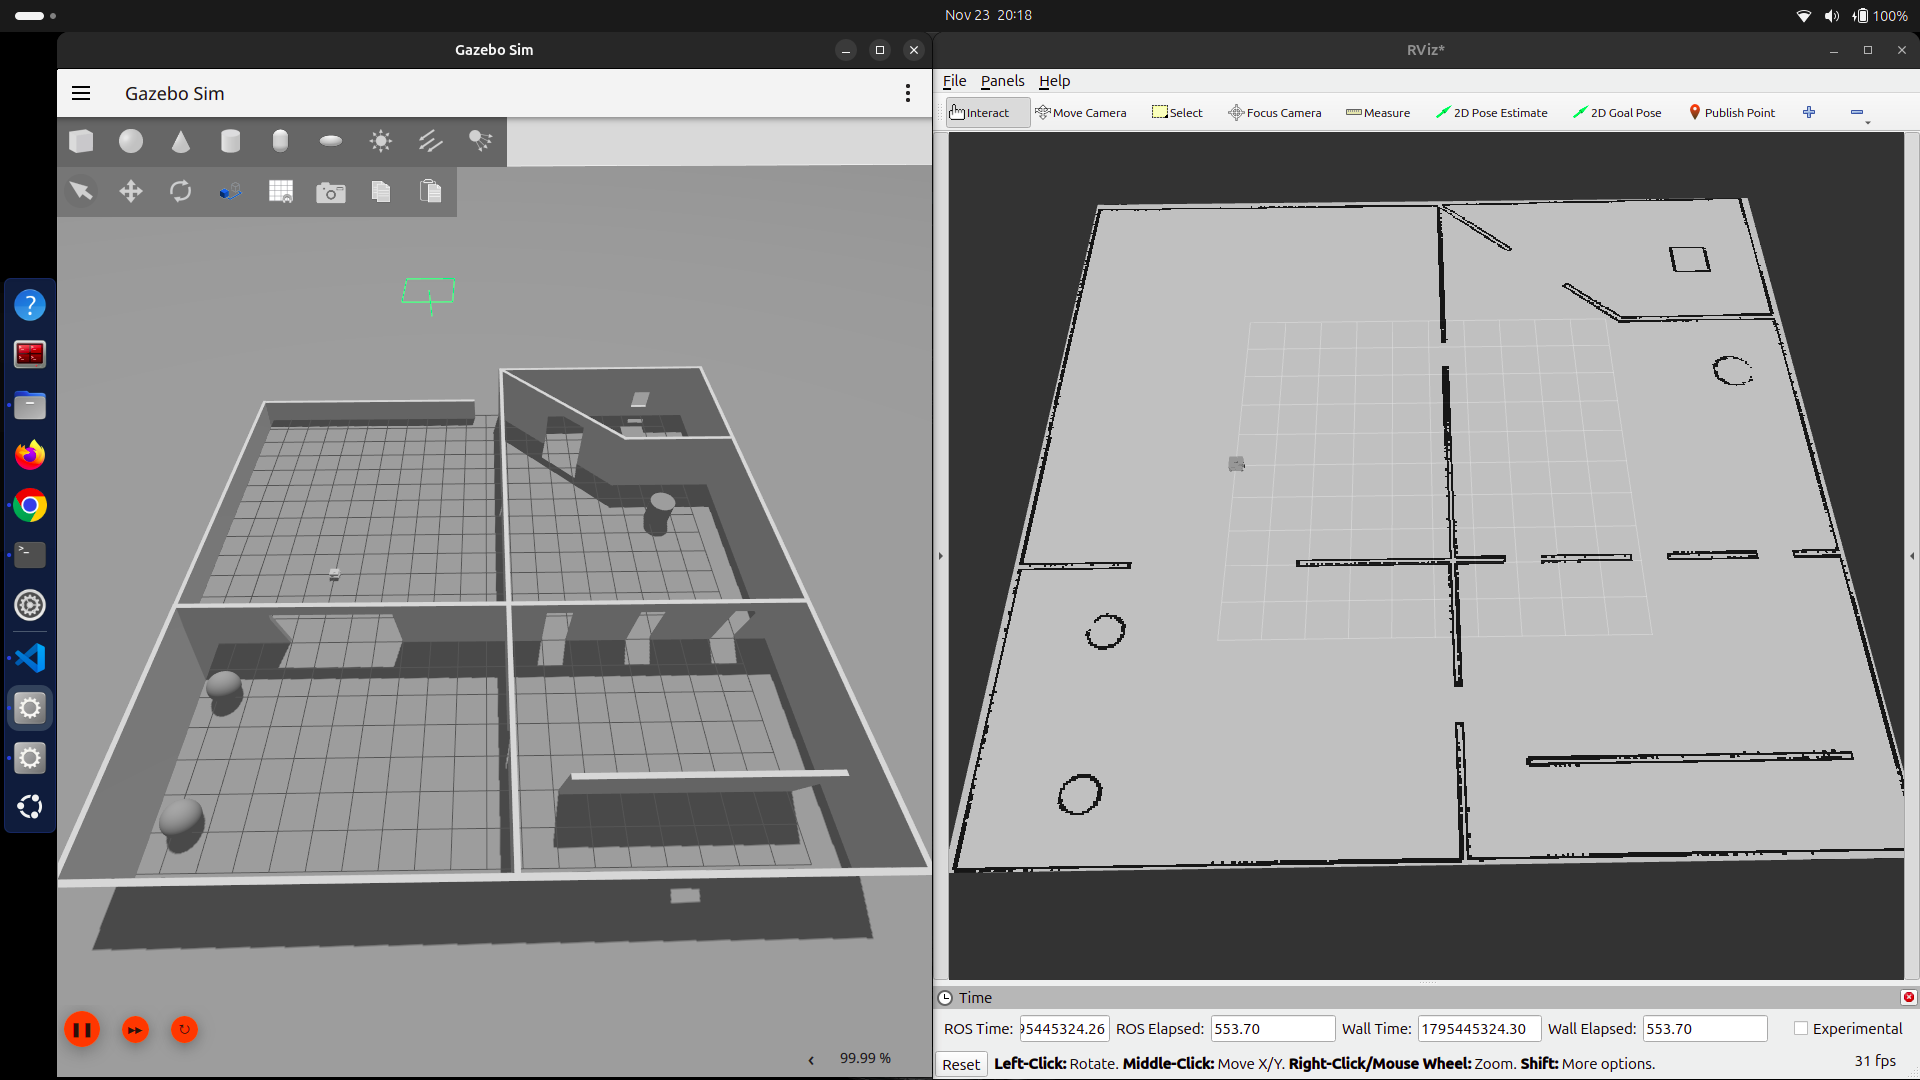 Nov 23 20:18
100%
Gazebo Sim
Gazebo Sim
99.99 %
RViz*
File Panels Help
Interact Move Camera Select Focus Camera Measure 2D Pose Estimate 2D Goal Pose Publish Point
Time
ROS Time: 95445324.26 ROS Elapsed: 553.70 Wall Time: 1795445324.30 Wall Elapsed: 553.70 Experimental
Reset Left-Click: Rotate. Middle-Click: Move X/Y. Right-Click/Mouse Wheel: Zoom. Shift: More options. 31 fps